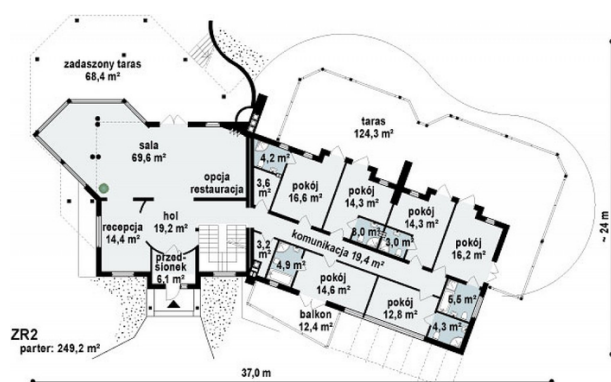 zadaszony taras
68,4 m²
taras
124,3 m²
sala
69,6 m²
opcja
restauracja
4,2 m²
3,6
m²
pokój
16,6 m²
pokój
14,3 m²
pokój
14,3 m²
pokój
16,2 m²
recepcja
14,4 m²
hol
19,2 m²
przed-
sionek
6,1 m²
3,2
m²
3,0 m²
komunikacja 19,4 m²
4,9 m²
pokój
14,6 m²
pokój
12,8 m²
5,5 m²
4,3 m²
balkon
12,4 m²
~ 24 m
ZR2
parter: 249,2 m²
37,0 m